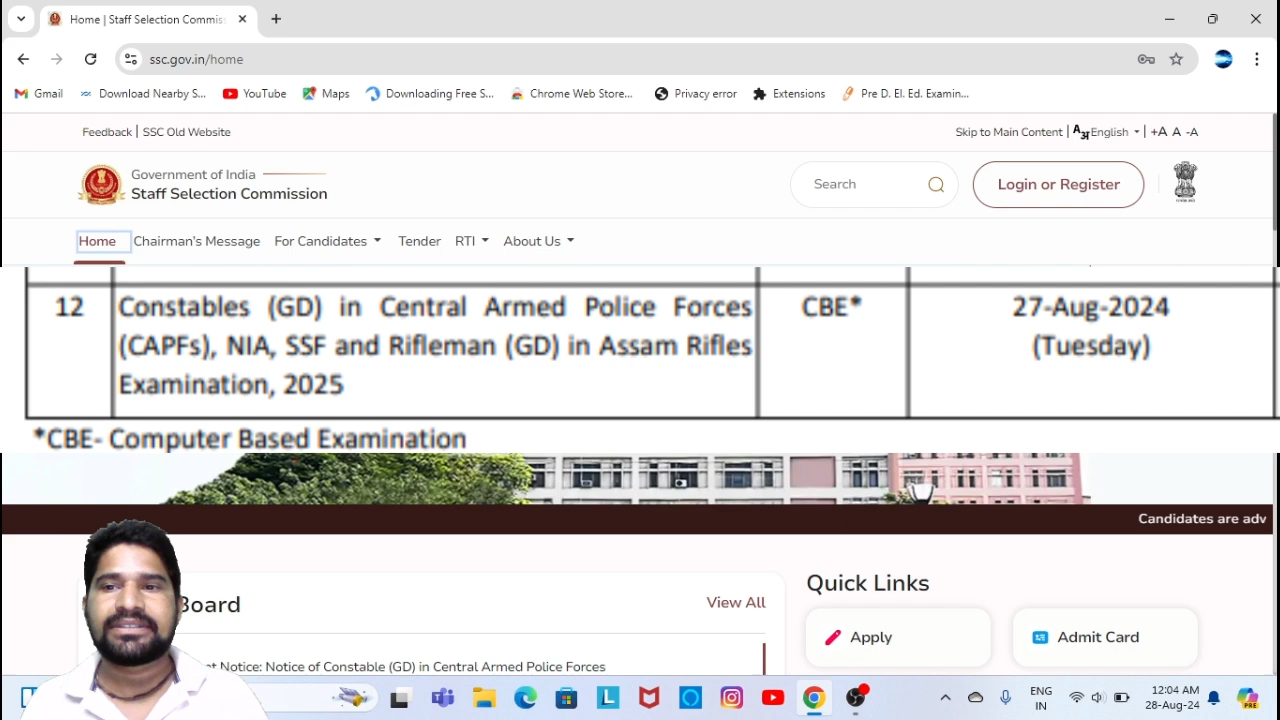 Home | Staff Selection Commis
ssc.gov.in/home
Gmail
Download Nearby S...
YouTube
Maps
Downloading Free S...
Chrome Web Store...
Privacy error
Extensions
Pre D. El. Ed. Examin...
Feedback | SSC Old Website
Skip to Main Content | English | +A A -A
Government of India
Staff Selection Commission
Search
Login or Register
Home
Chairman's Message
For Candidates
Tender
RTI
About Us
12
Constables (GD) in Central Armed Police Forces
(CAPFs), NIA, SSF and Rifleman (GD) in Assam Rifles
Examination, 2025
CBE*
27-Aug-2024
(Tuesday)
*CBE- Computer Based Examination
Candidates are adv
Board
View All
Quick Links
Apply
Admit Card
Notice: Notice of Constable (GD) in Central Armed Police Forces
ENG
IN
12:04 AM
28-Aug-24